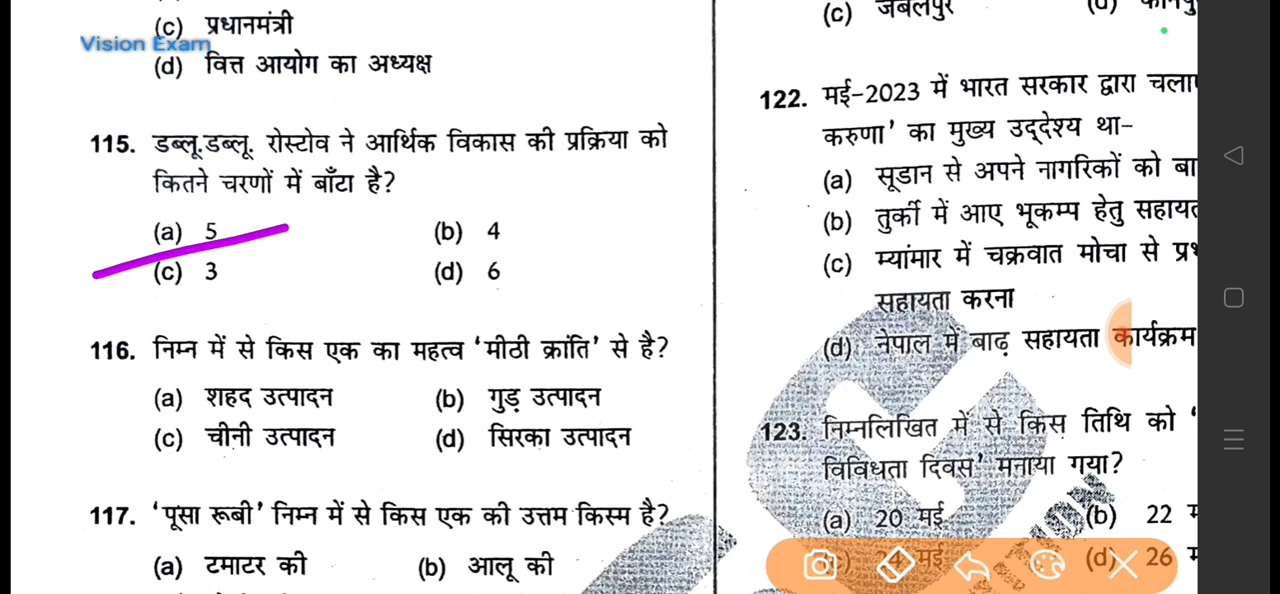 (c) प्रधानमंत्री
Vision Exam
(d) वित्त आयोग का अध्यक्ष
115. डब्लू.डब्लू. रोस्टोव ने आर्थिक विकास की प्रक्रिया को
कितने चरणों में बाँटा है?
(a) 5 (b) 4
(c) 3 (d) 6
116. निम्न में से किस एक का महत्व 'मीठी क्रांति' से है?
(a) शहद उत्पादन (b) गुड़ उत्पादन
(c) चीनी उत्पादन (d) सिरका उत्पादन
117. 'पूसा रूबी' निम्न में से किस एक की उत्तम किस्म है?
(a) टमाटर की (b) आलू की
(c) जबलपुर (d)
122. मई-2023 में भारत सरकार द्वारा
करुणा' का मुख्य उद्देश्य था-
(a) सूडान से अपने नागरिकों को
(b) तुर्की में आए भूकम्प हेतु
(c) म्यांमार में चक्रवात मोचा से
सहायता करना
(d) नेपाल में बाढ़ सहायता कार्यक्रम
123. निम्नलिखित में से किस तिथि को '
विविधता दिवस' मनाया गया?
(a) 20 मई (b) 22
(c) 24 मई (d) 26